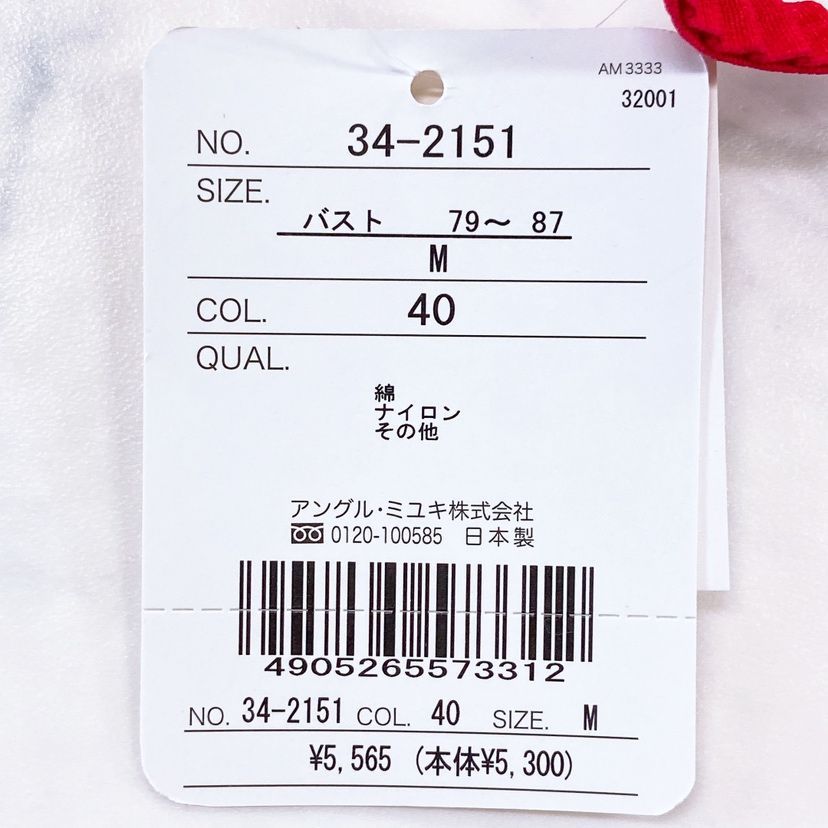 AM3333
32001
NO. 34-2151
SIZE.
バスト 79～ 87
M
COL. 40
QUAL.
綿
ナイロン
その他
アングル・ミユキ株式会社
0120-100585 日本製
4905265573312
NO. 34-2151 COL. 40 SIZE. M
¥5,565 (本体¥5,300)